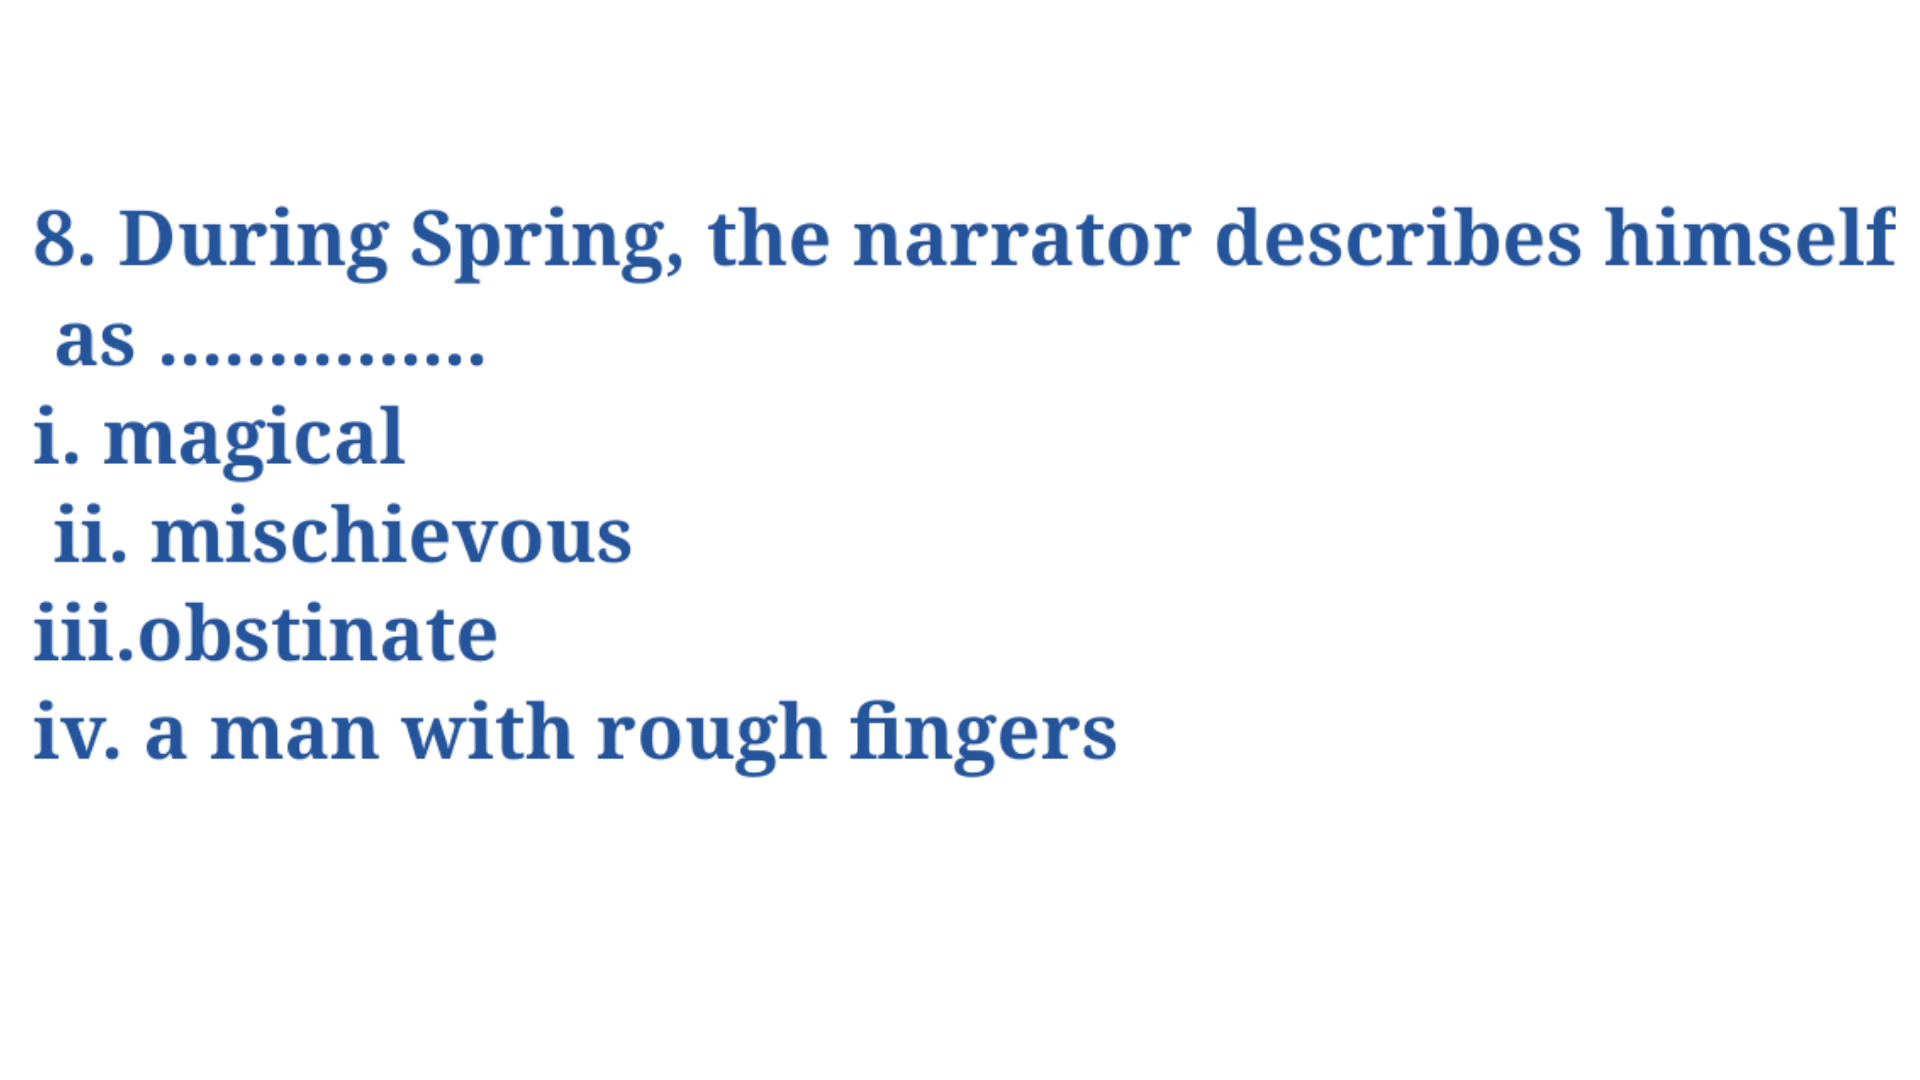 8. During Spring, the narrator describes himself
as ...............
i. magical
ii. mischievous
iii.obstinate
iv. a man with rough fingers